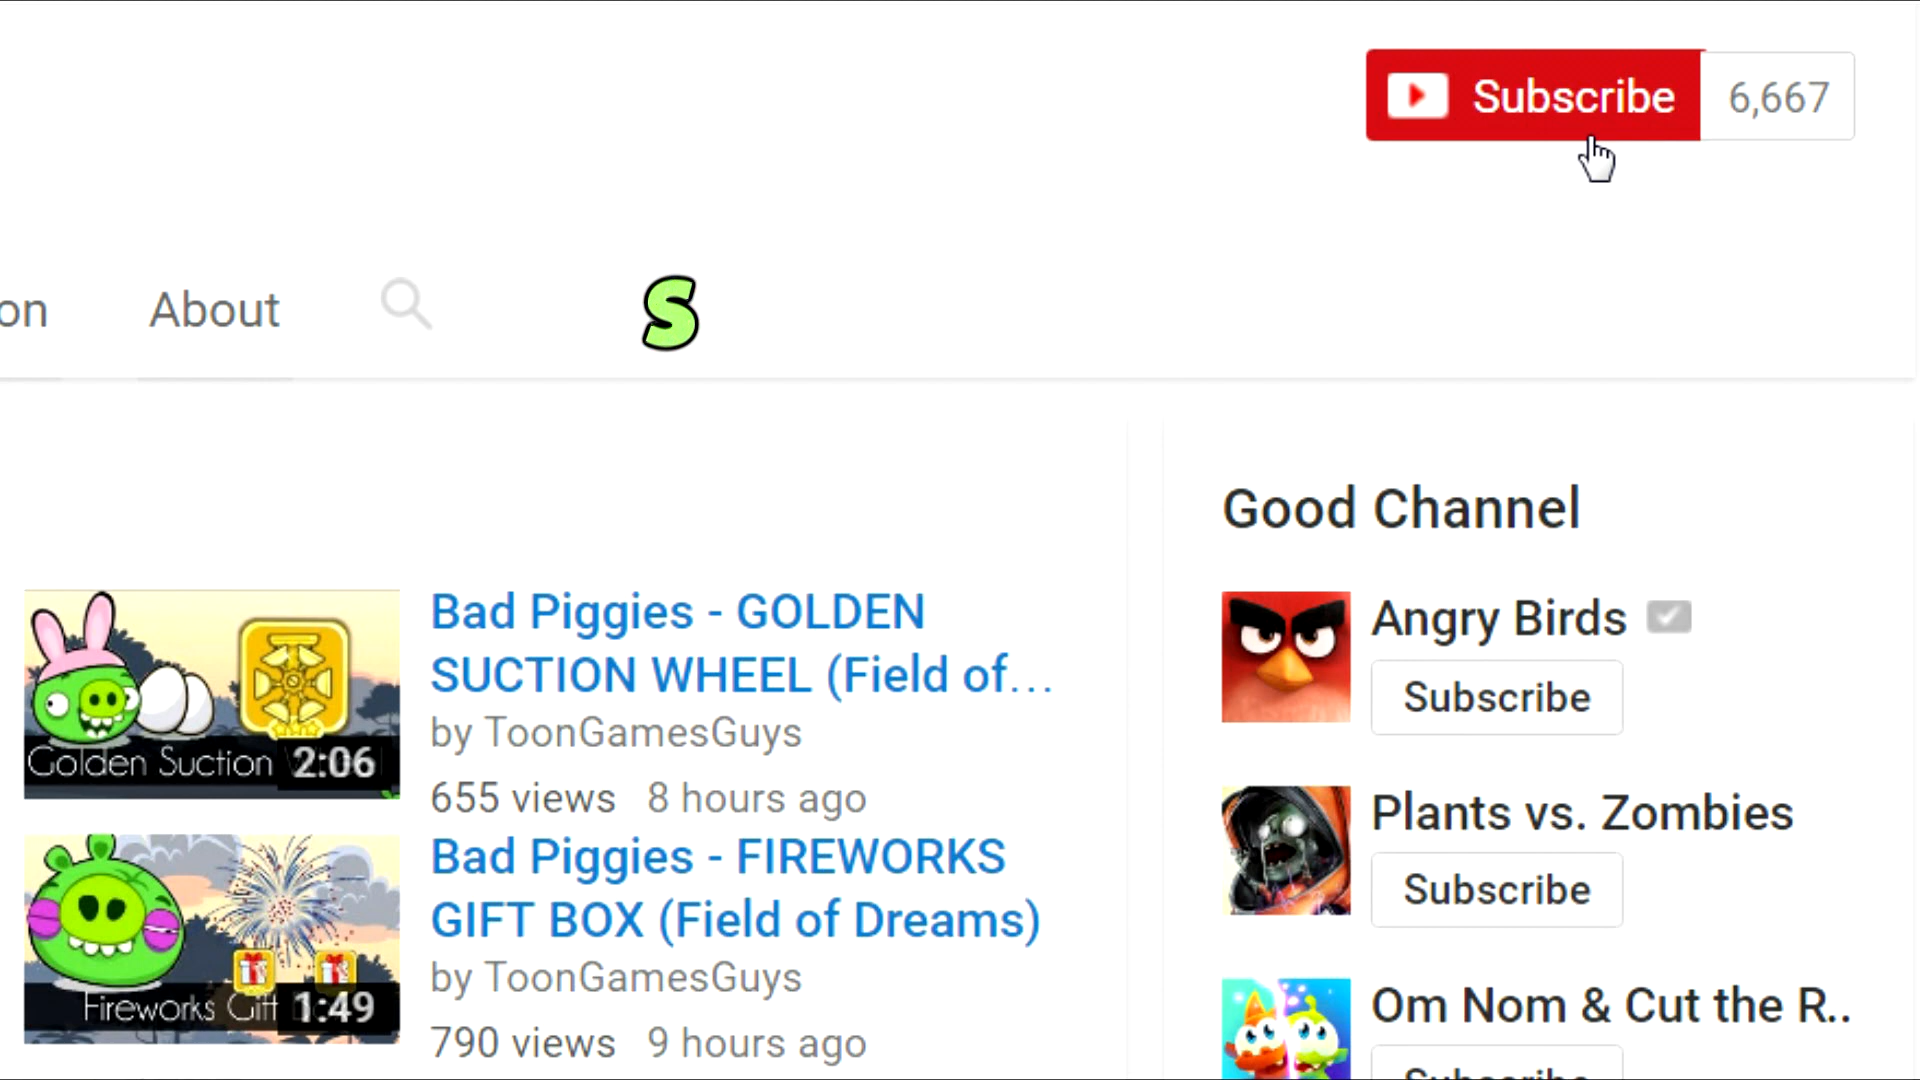 Subscribe 6,667
on About
S
Good Channel
Bad Piggies - GOLDEN
SUCTION WHEEL (Field of...
by ToonGamesGuys
655 views 8 hours ago
Golden Suction
2:06
Bad Piggies - FIREWORKS
GIFT BOX (Field of Dreams)
by ToonGamesGuys
790 views 9 hours ago
Fireworks Gift
1:49
Angry Birds
Subscribe
Plants vs. Zombies
Subscribe
Om Nom & Cut the R..
Subscribe